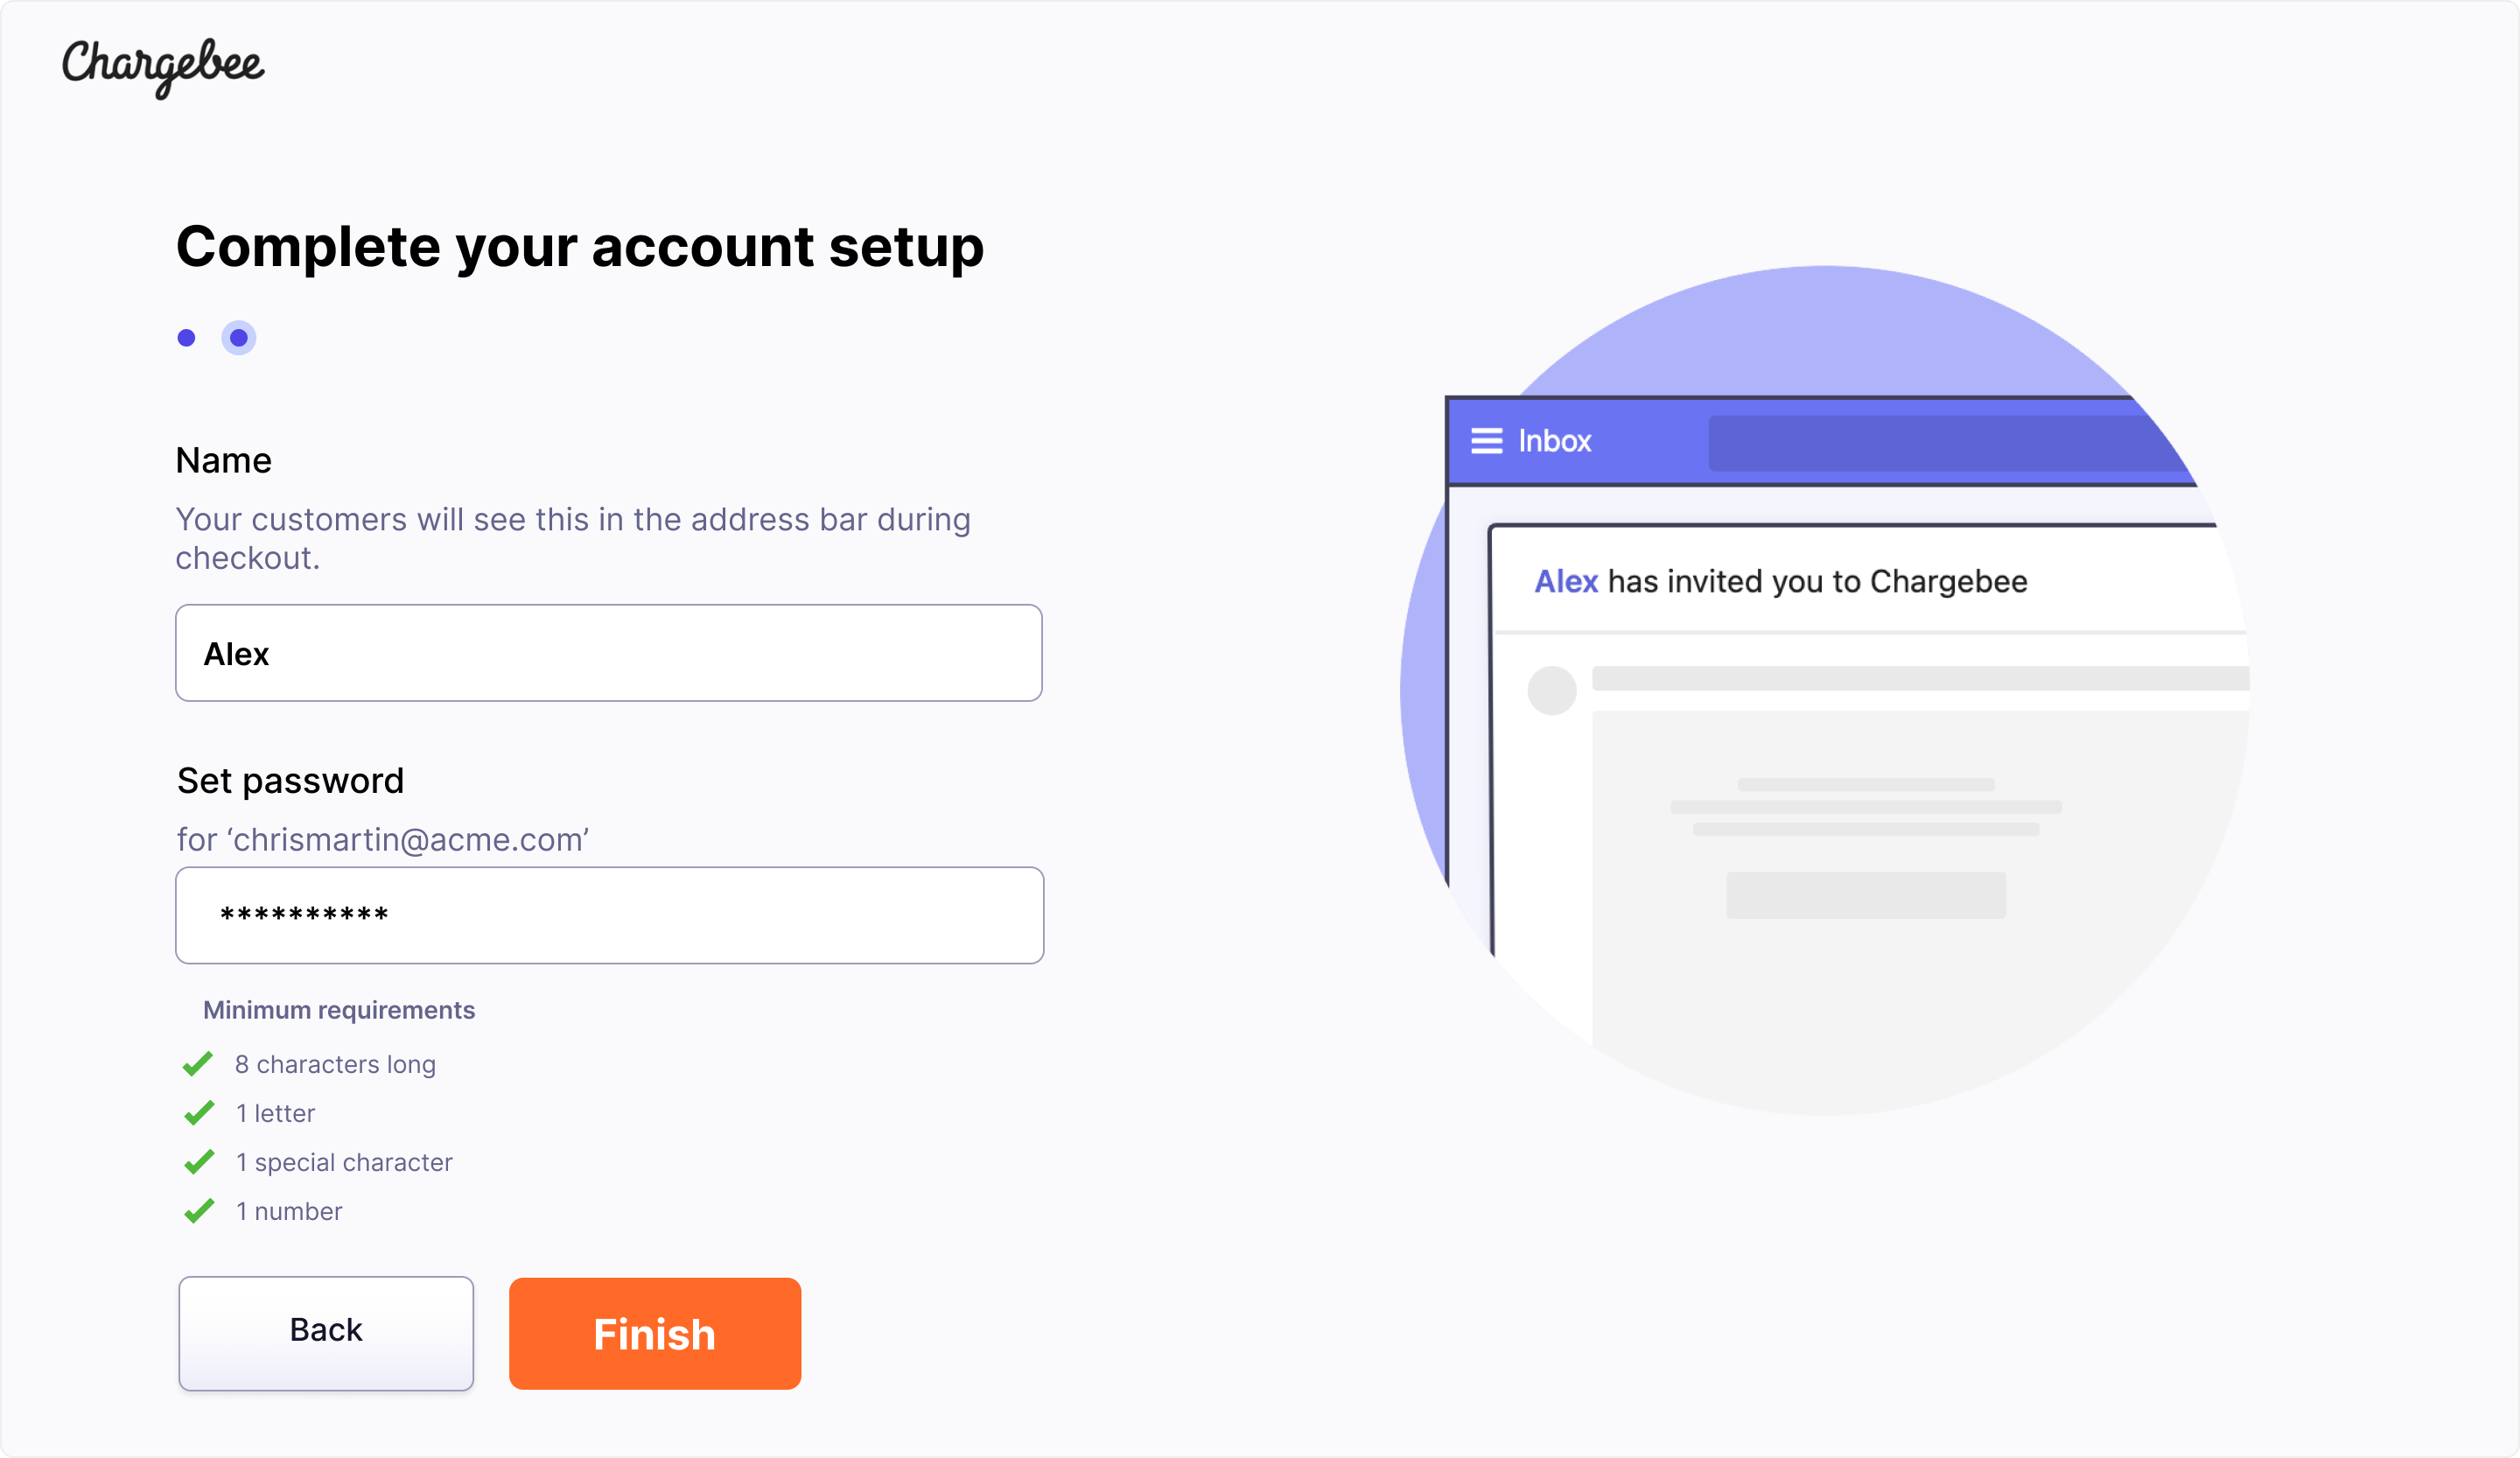 Chargebee
Complete your account setup
Name
Your customers will see this in the address bar during
checkout.
Alex
Set password
for ‘chrismartin@acme.com’
**********
Minimum requirements
8 characters long
1 letter
1 special character
1 number
Back
Finish
Inbox
Alex has invited you to Chargebee